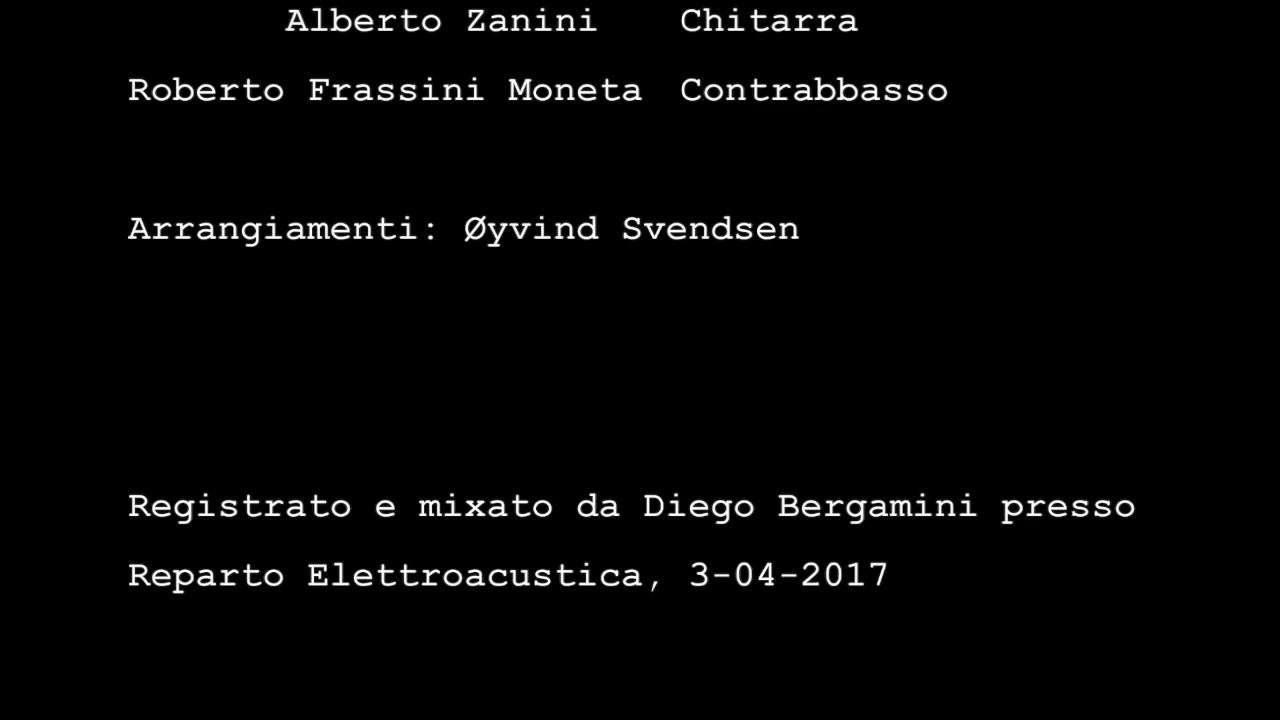 Alberto Zanini Chitarra
Roberto Frassini Moneta Contrabbasso
Arrangiamenti: Øyvind Svendsen
Registrato e mixato da Diego Bergamini presso
Reparto Elettroacustica, 3-04-2017